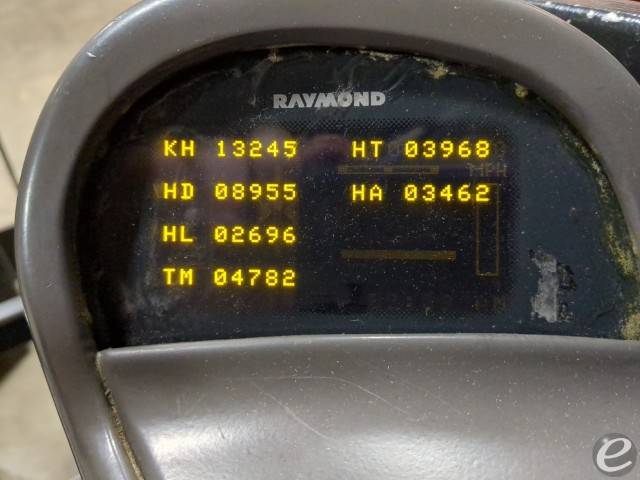 RAYMOND
KH 13245 HT 03968
MPH
HD 08955 HA 03462
HL 02696
TM 04782
e